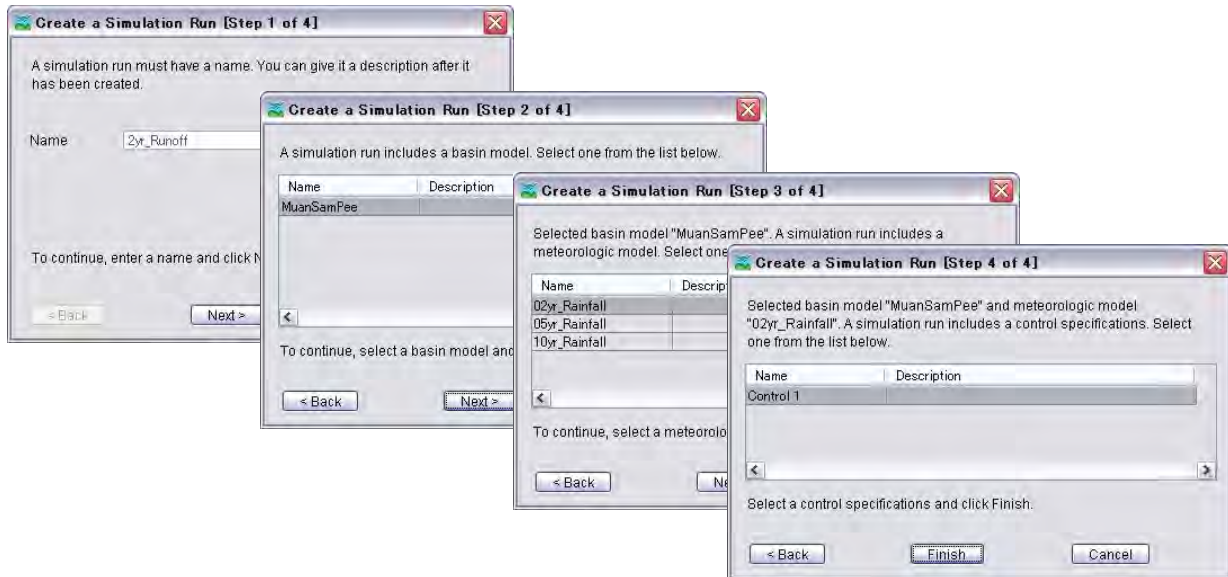 Create a Simulation Run [Step 1 of 4]
A simulation run must have a name. You can give it a description after it
has been created.
Name 2yr_Runoff
To continue, enter a name and click
< Back Next >
Create a Simulation Run [Step 2 of 4]
A simulation run includes a basin model. Select one from the list below.
Name Description
MuanSamPee
To continue, select a basin model and
< Back Next >
Create a Simulation Run [Step 3 of 4]
Selected basin model "MuanSamPee". A simulation run includes a
meteorologic model. Select one
Name
02yr_Rainfall
05yr_Rainfall
10yr_Rainfall
To continue, select a
< Back
Create a Simulation Run [Step 4 of 4]
Selected basin model "MuanSamPee" and meteorologic model
"02yr_Rainfall". A simulation run includes a control specifications. Select
one from the list below.
Name Description
Control 1
Select a control specifications and click Finish.
< Back Finish Cancel